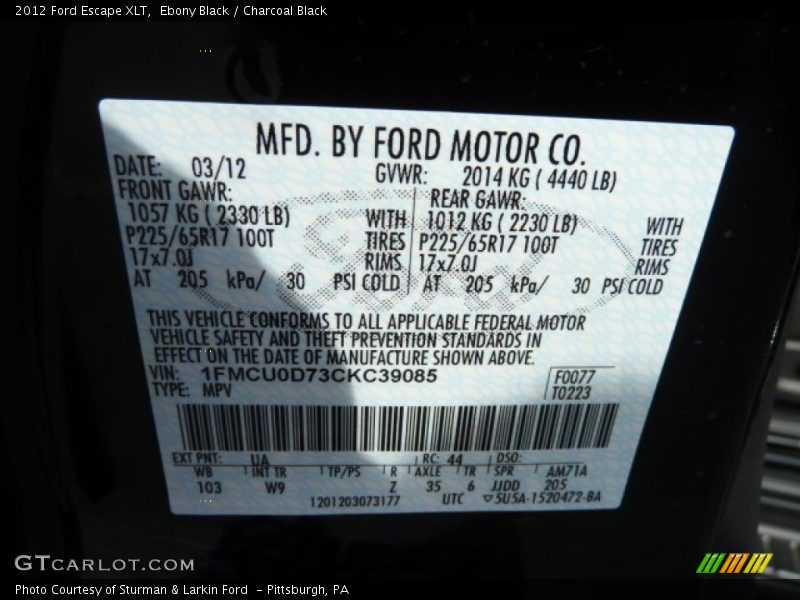 2012 Ford Escape XLT, Ebony Black / Charcoal Black
MFD. BY FORD MOTOR CO.
DATE: 03/12 GVWR: 2014 KG ( 4440 LB)
FRONT GAWR: REAR GAWR:
1057 KG ( 2330 LB) WITH 1012 KG ( 2230 LB) WITH
P225/65R17 100T TIRES P225/65R17 100T TIRES
17x7.0J RIMS 17x7.0J RIMS
AT 205 kPa/ 30 PSI COLD AT 205 kPa/ 30 PSI COLD
THIS VEHICLE CONFORMS TO ALL APPLICABLE FEDERAL MOTOR
VEHICLE SAFETY AND THEFT PREVENTION STANDARDS IN
EFFECT ON THE DATE OF MANUFACTURE SHOWN ABOVE.
VIN: 1FMCU0D73CKC39085 F0077
TYPE: MPV T0223
EXT PNT: UA RC: 44 DSO:
WB INT TR TP/PS R AXLE TR SPR AM71A
103 W9 Z 35 6 JJDD 205
1201203073177 UTC ▽5U5A-1520472-BA
Ford
GTCARLOT.COM
Photo Courtesy of Sturman & Larkin Ford - Pittsburgh, PA